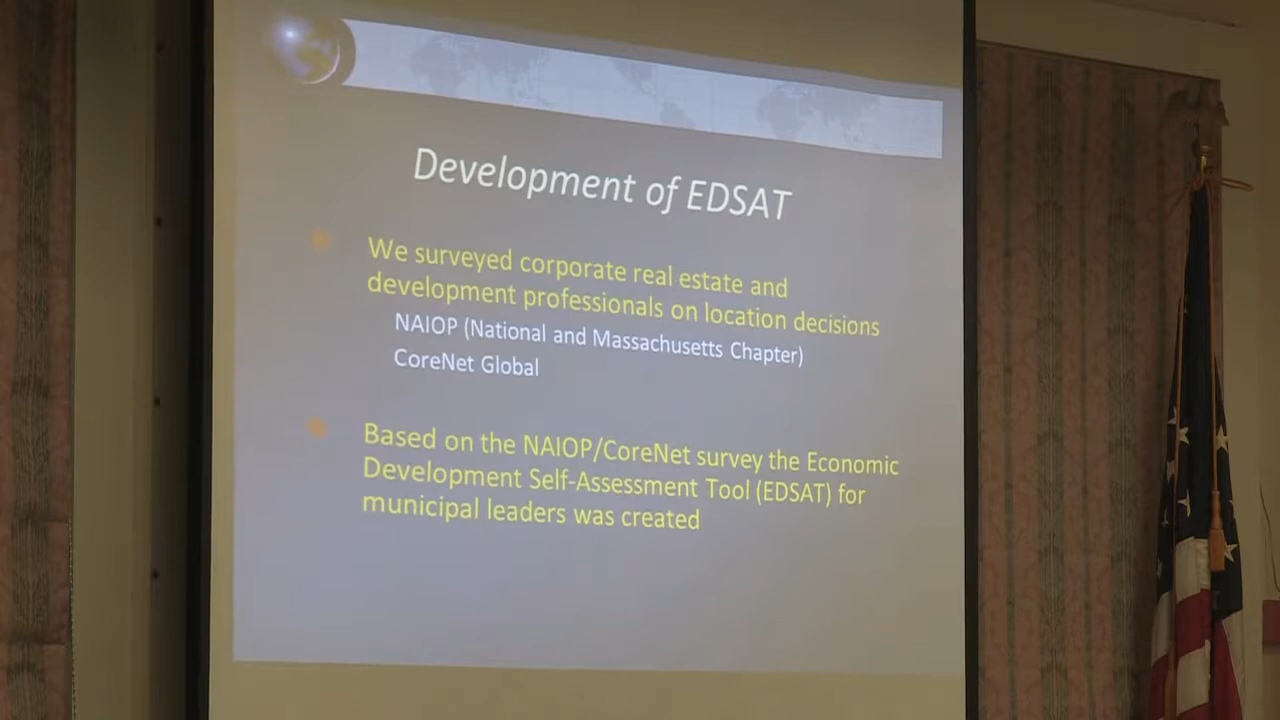 Development of EDSAT
We surveyed corporate real estate and
development professionals on location decisions
NAIOP (National and Massachusetts Chapter)
CoreNet Global
Based on the NAIOP/CoreNet survey the Economic
Development Self-Assessment Tool (EDSAT) for
municipal leaders was created